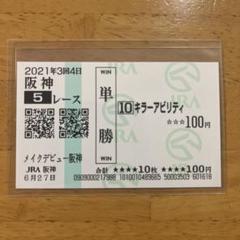 2021年3回4日
阪神
5レース
WIN
単勝
WIN
10 キラーアビリティ
☆☆☆100円
メイクデビュー阪神
JRA 阪神
6月27日
合計 ★★★★10枚 ★★★★100円